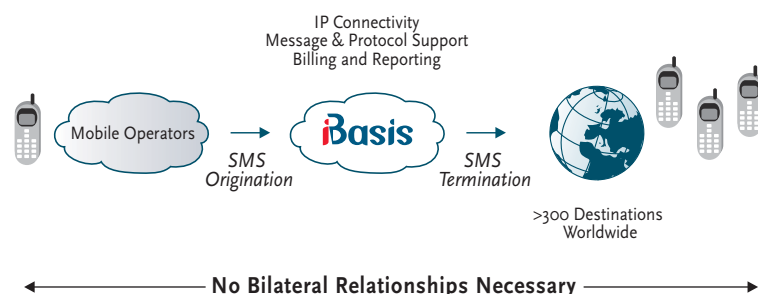 IP Connectivity
Message & Protocol Support
Billing and Reporting
Mobile Operators
iBasis
SMS
Origination
SMS
Termination
>300 Destinations
Worldwide
No Bilateral Relationships Necessary